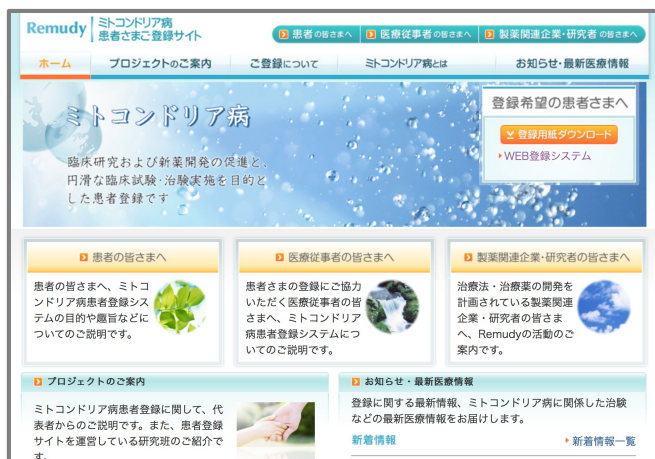 Remudy
ミトコンドリア病
患者さまご登録サイト
患者の皆さまへ
医療従事者の皆さまへ
製薬関連企業・研究者の皆さまへ
ホーム
プロジェクトのご案内
ご登録について
ミトコンドリア病とは
お知らせ・最新医療情報
ミトコンドリア病
臨床研究および新薬開発の促進と、
円滑な臨床試験・治験実施を目的と
した患者登録です
登録希望の患者さまへ
登録用紙ダウンロード
WEB登録システム
患者の皆さまへ
患者の皆さまへ、ミトコ
ンドリア病患者登録シス
テムの目的や趣旨などに
ついてのご説明です。
医療従事者の皆さまへ
患者さまの登録にご協力
いただく医療従事者の皆
さまへ、ミトコンドリア
病患者登録システムにつ
いてのご説明です。
製薬関連企業・研究者の皆さまへ
治療法・治療薬の開発を
計画されている製薬関連
企業・研究者の皆さま
へ、Remudyの活動のご
案内です。
プロジェクトのご案内
ミトコンドリア病患者登録に関して、代
表者からのご説明です。また、患者登録
サイトを運営している研究班のご紹介で
す。
お知らせ・最新医療情報
登録に関する最新情報、ミトコンドリア病に関係した治験
などの最新医療情報をお届けします。
新着情報
新着情報一覧